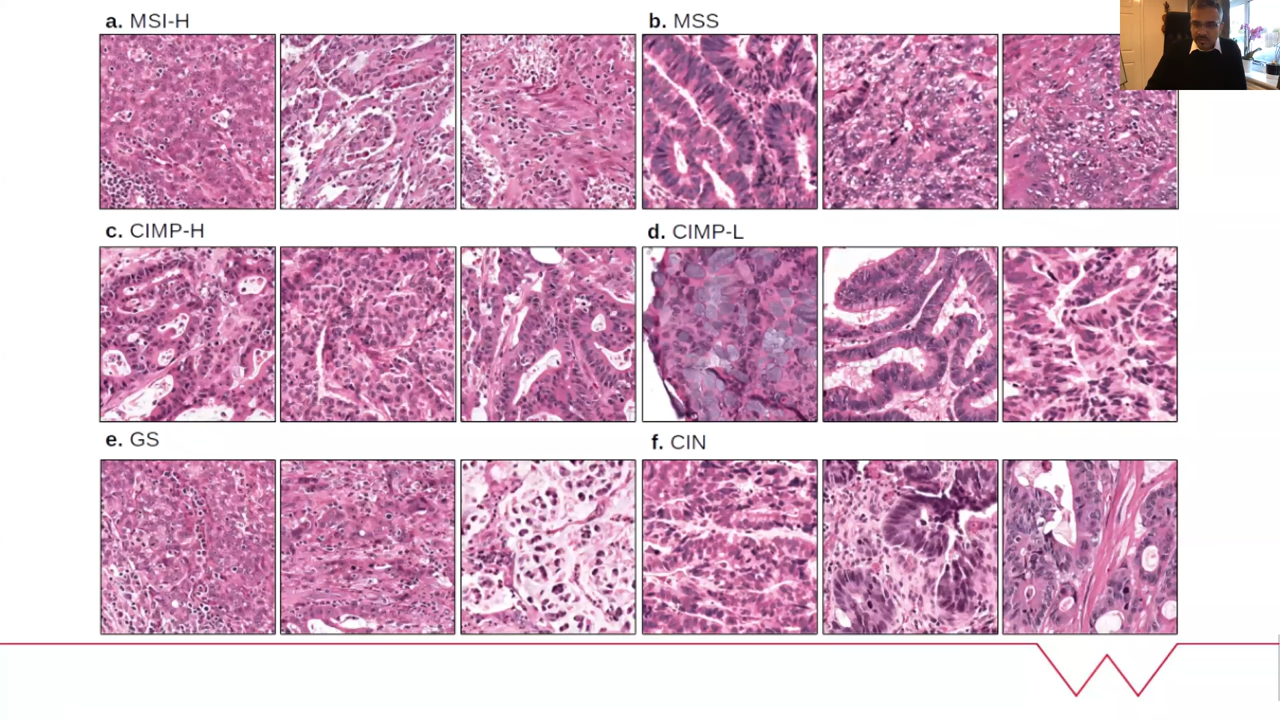 a. MSI-H
b. MSS
c. CIMP-H
d. CIMP-L
e. GS
f. CIN